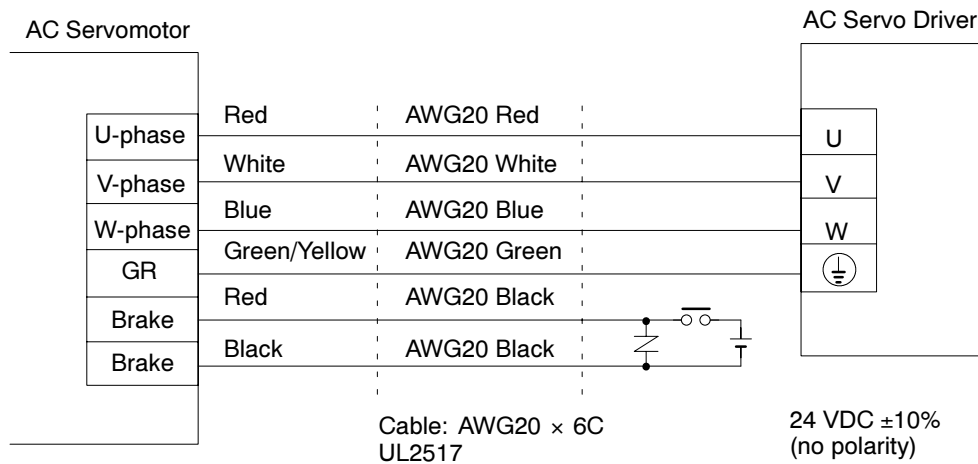 AC Servomotor
AC Servo Driver
U-phase
Red
AWG20 Red
U
V-phase
White
AWG20 White
V
W-phase
Blue
AWG20 Blue
W
GR
Green/Yellow
AWG20 Green
Brake
Red
AWG20 Black
Brake
Black
AWG20 Black
Cable: AWG20 × 6C
UL2517
24 VDC ±10%
(no polarity)